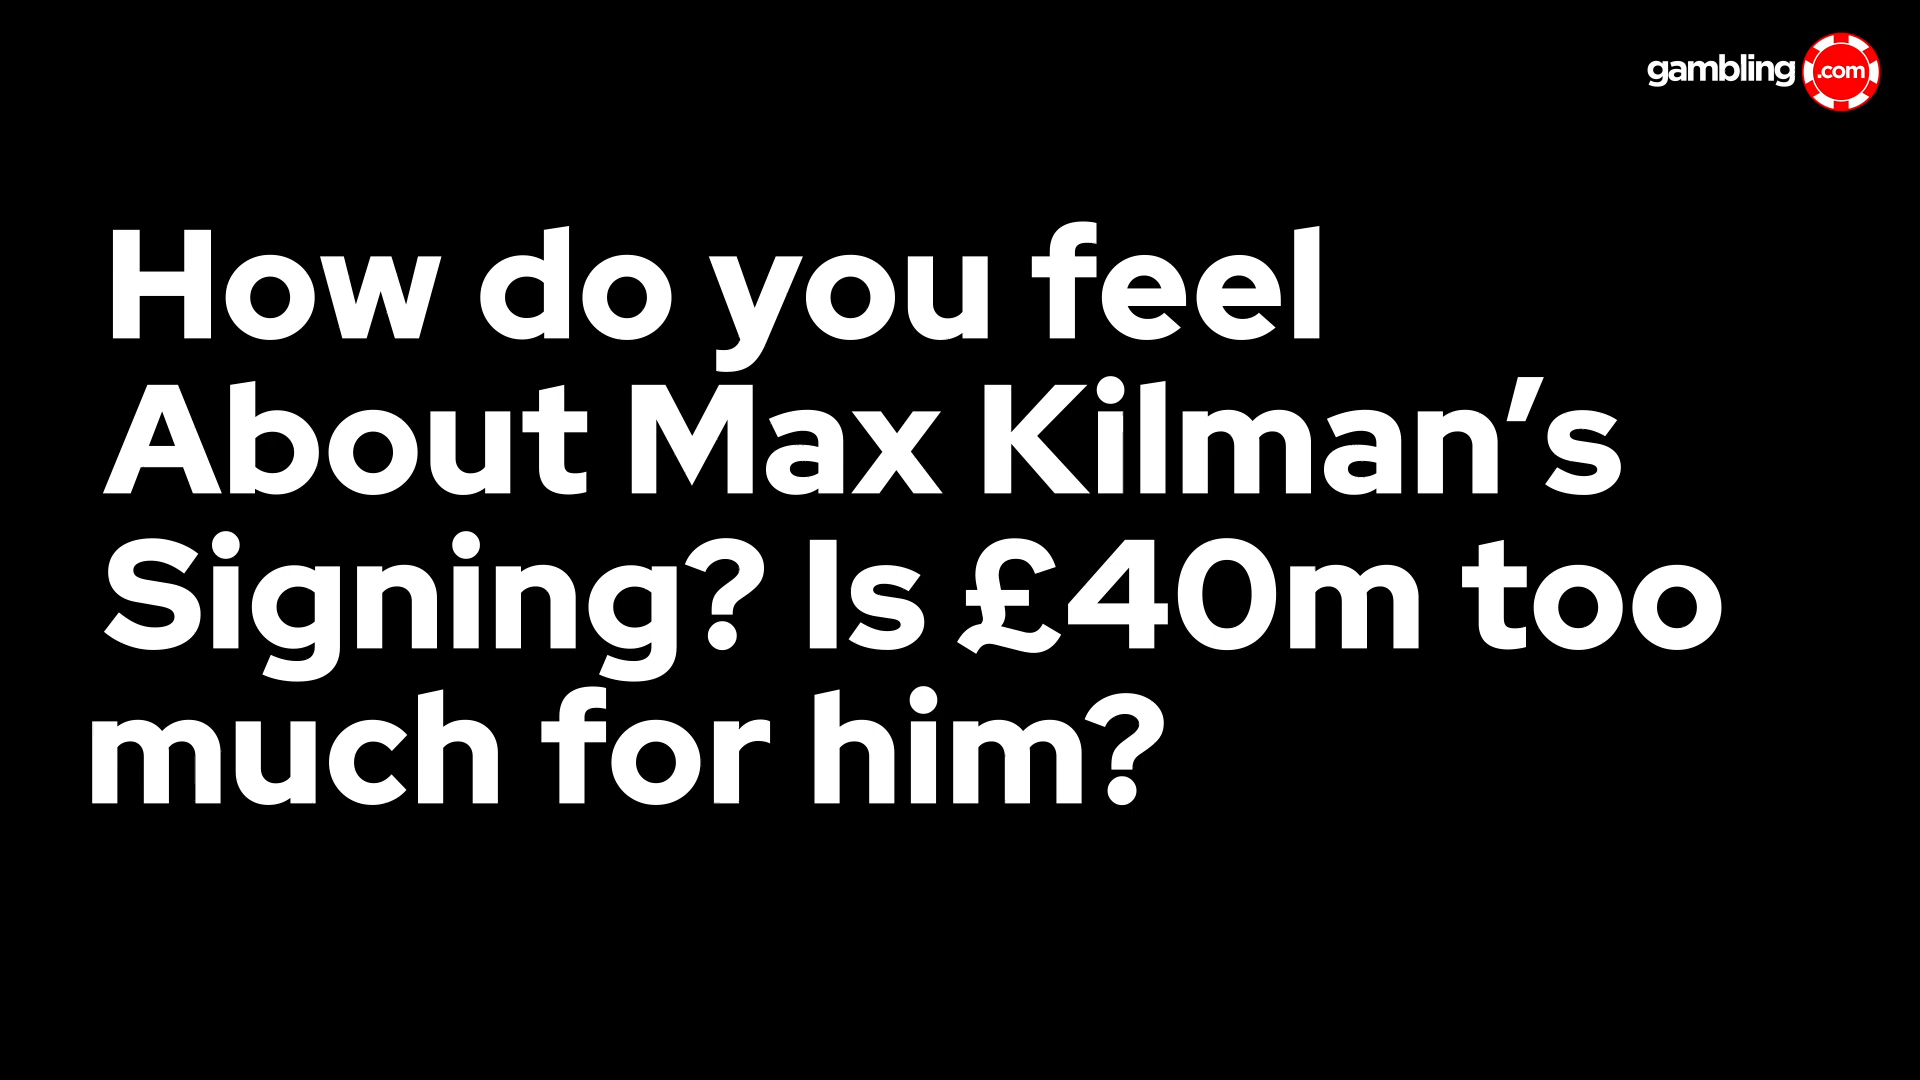 gambling.com
How do you feel
About Max Kilman’s
Signing? Is £40m too
much for him?